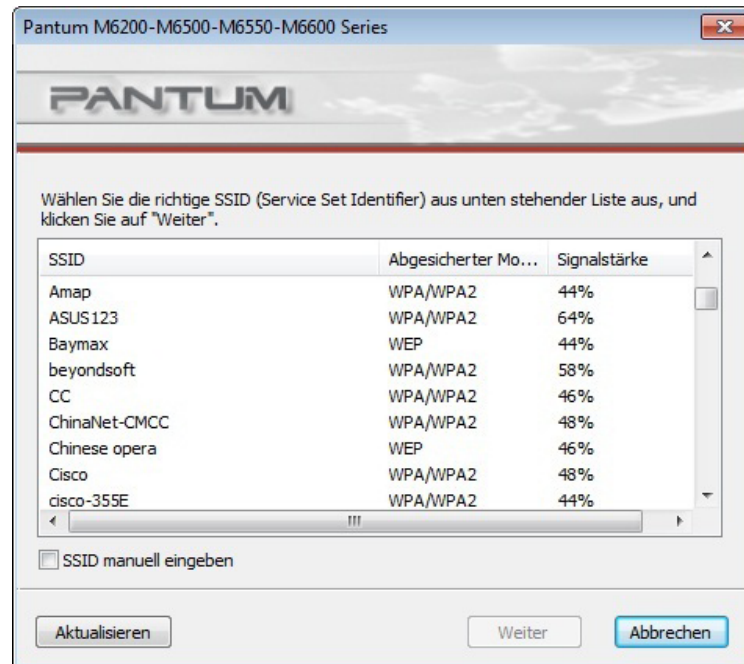 Pantum M6200-M6500-M6550-M6600 Series
PANTUM
Wählen Sie die richtige SSID (Service Set Identifier) aus unten stehender Liste aus, und
klicken Sie auf "Weiter".
SSID Abgesicherter Mo... Signalstärke
Amap WPA/WPA2 44%
ASUS123 WPA/WPA2 64%
Baymax WEP 44%
beyondsoft WPA/WPA2 58%
CC WPA/WPA2 46%
ChinaNet-CMCC WPA/WPA2 48%
Chinese opera WEP 46%
Cisco WPA/WPA2 48%
cisco-355E WPA/WPA2 44%
SSID manuell eingeben
Aktualisieren Weiter Abbrechen